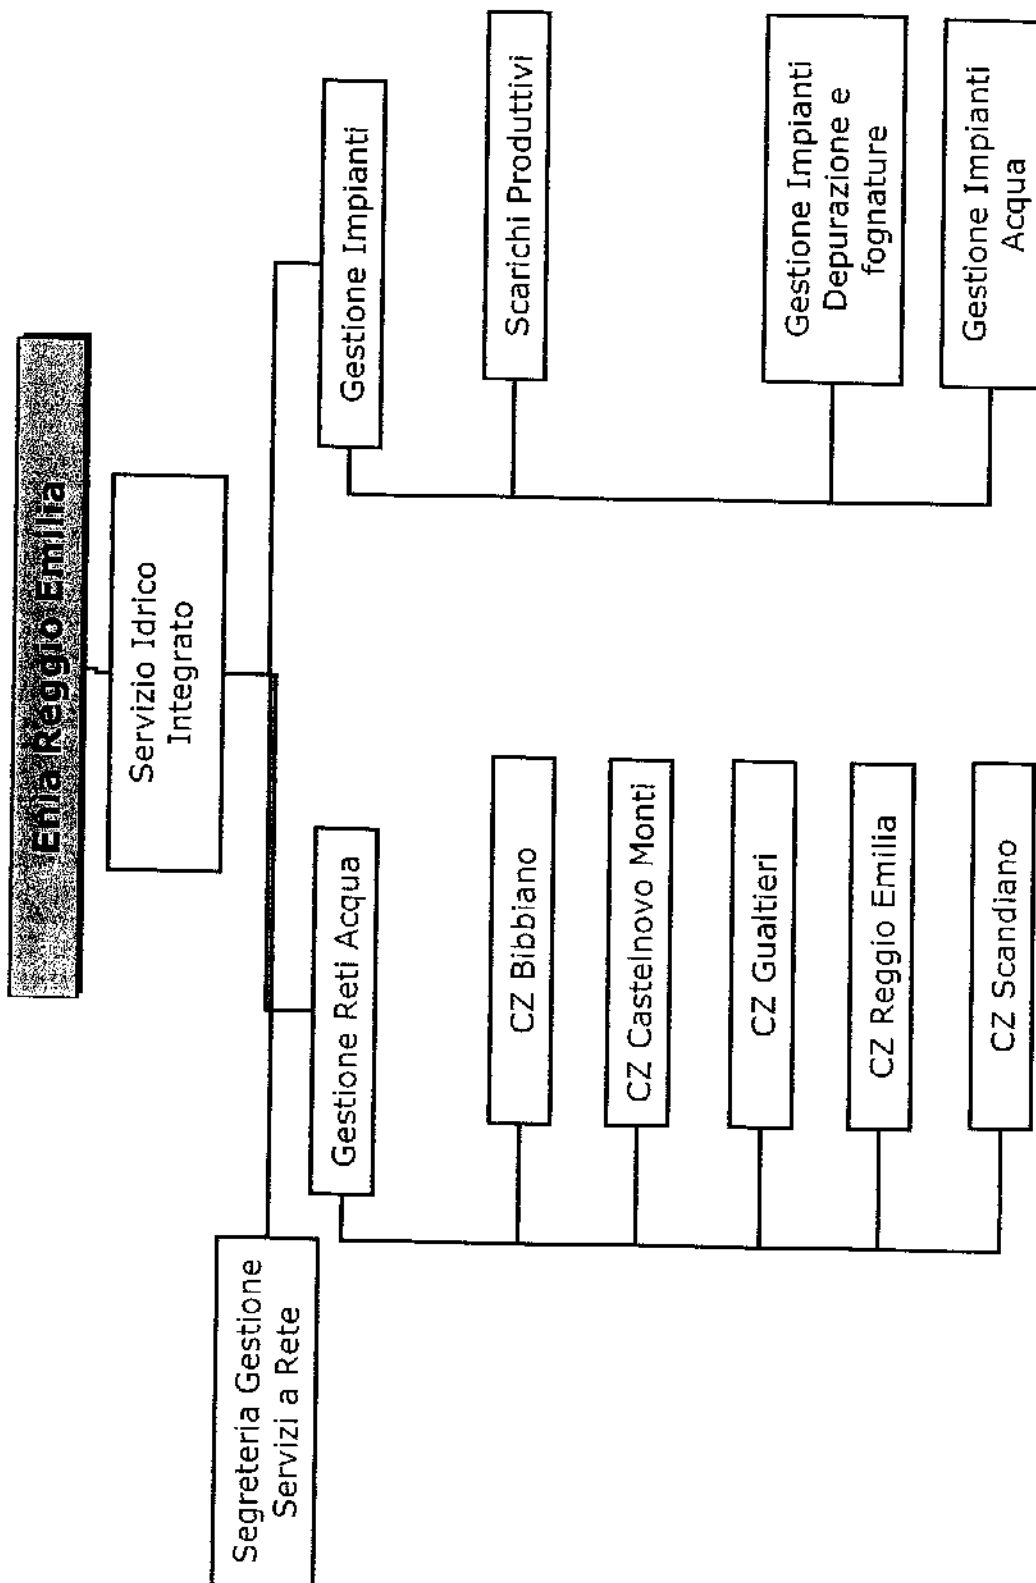 Enìa Reggio Emilia
Servizio Idrico
Integrato
Segreteria Gestione
Servizi a Rete
Gestione Reti Acqua
CZ Bibbiano
CZ Castelnovo Monti
CZ Gualtieri
CZ Reggio Emilia
CZ Scandiano
Gestione Impianti
Scarichi Produttivi
Gestione Impianti
Depurazione e
fognature
Gestione Impianti
Acqua